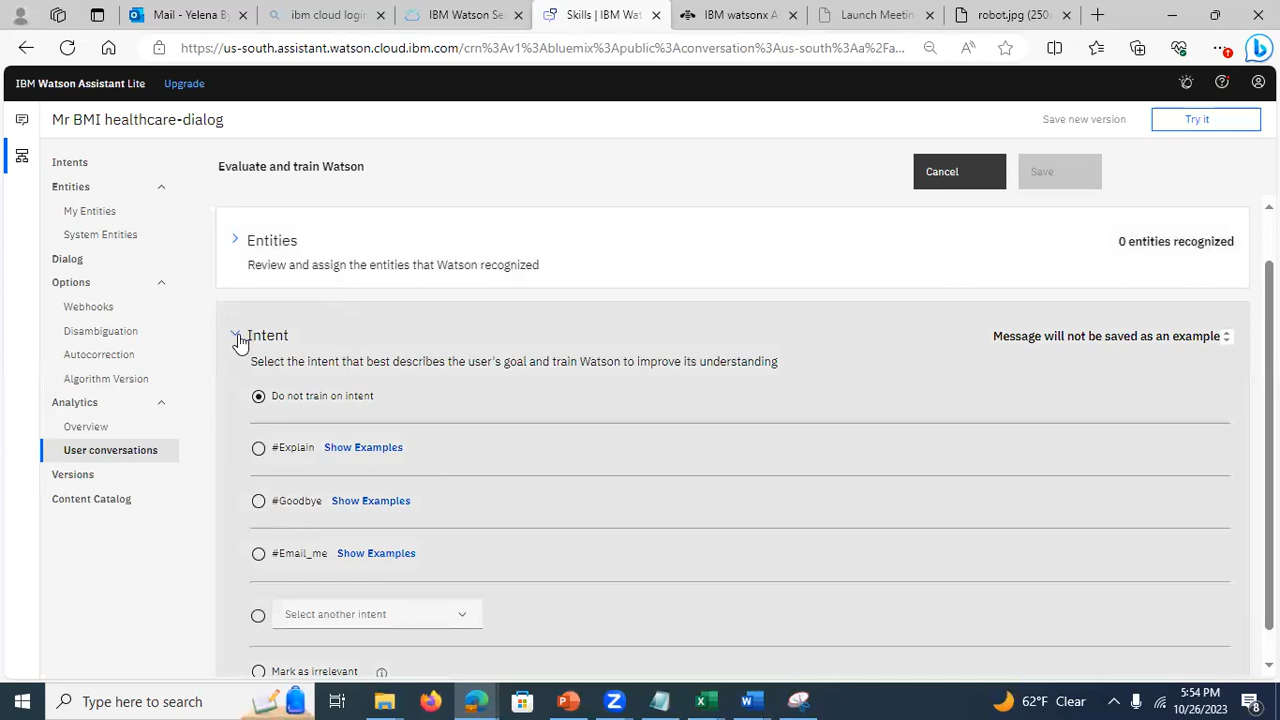 Mail - Yelena By
ibm cloud login
IBM Watson Se
Skills | IBM Wat
IBM watsonx A
Launch Meetin
robot.jpg (250×
https://us-south.assistant.watson.cloud.ibm.com/crn%3Av1%3Abluemix%3Apublic%3Aconversation%3Aus-south%3Aa%2Fa...
IBM Watson Assistant Lite
Upgrade
Mr BMI healthcare-dialog
Save new version
Try it
Intents
Entities
My Entities
System Entities
Dialog
Options
Webhooks
Disambiguation
Autocorrection
Algorithm Version
Analytics
Overview
User conversations
Versions
Content Catalog
Evaluate and train Watson
Cancel
Save
Entities
0 entities recognized
Review and assign the entities that Watson recognized
Intent
Message will not be saved as an example
Select the intent that best describes the user's goal and train Watson to improve its understanding
Do not train on intent
#Explain Show Examples
#Goodbye Show Examples
#Email_me Show Examples
Select another intent
Mark as irrelevant
Type here to search
62°F Clear
5:54 PM
10/26/2023
8